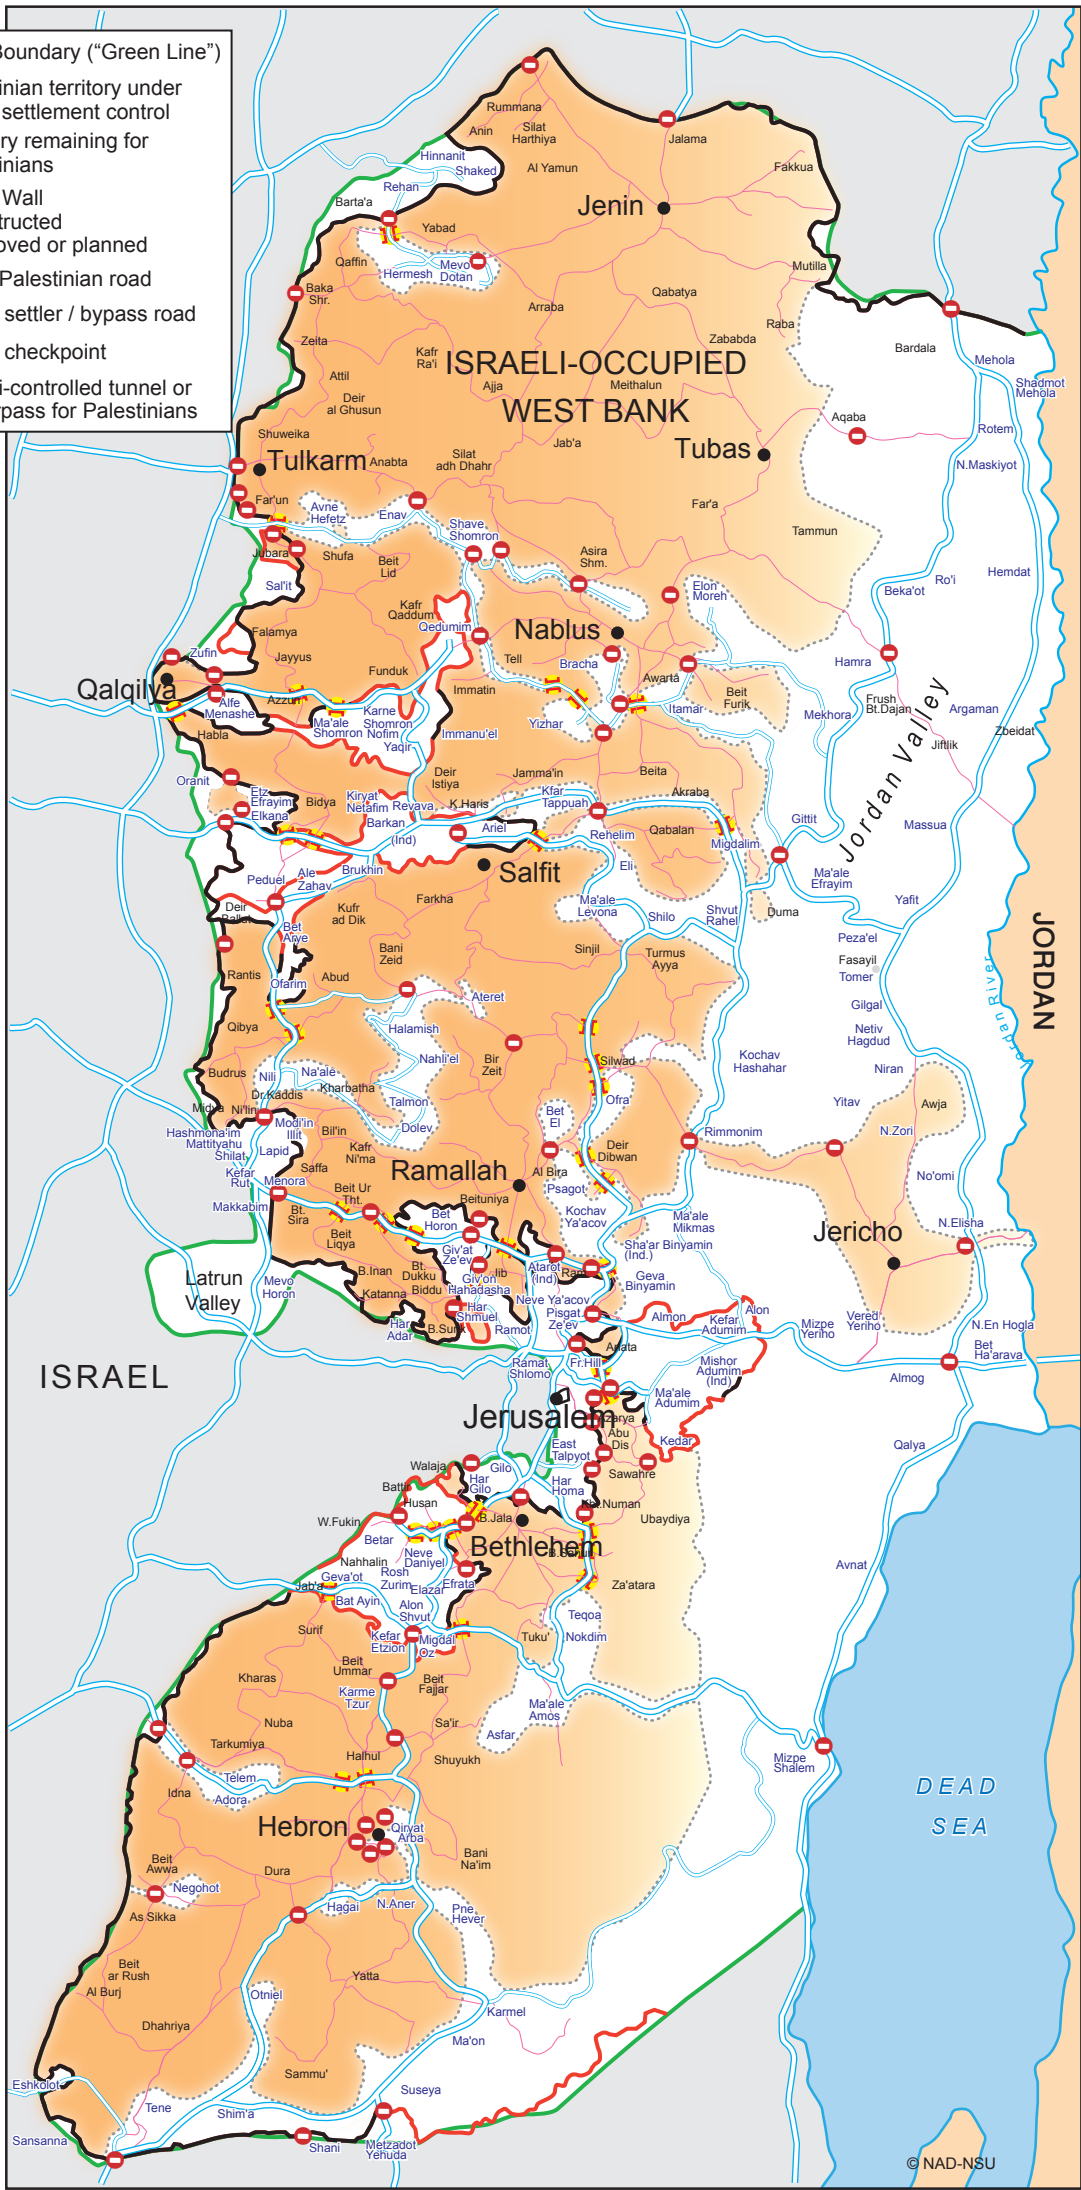 Boundary (“Green Line”)
inian territory under
settlement control
ry remaining for
inians
Wall
tructed
oved or planned
Palestinian road
settler / bypass road
checkpoint
i-controlled tunnel or
rpass for Palestinians
Rummana
Anin
Silat
Harthiya
Jalama
Hinnanit
Shaked
Al Yamun
Fakkua
Rehan
Barta'a
Jenin
Yabad
Qaffin
Hermesh
Mevo
Dotan
Mutilla
Baka
Shr.
Qabatya
Arraba
Raba
Zeita
Zababda
Bardala
Kafr
Ra'i
ISRAELI-OCCUPIED
WEST BANK
Mehola
Shadmot
Mehola
Attil
Ajja
Meithalun
Deir
al Ghusun
Aqaba
Rotem
Shuweika
Jab'a
Tubas
Tulkarm
Anabta
Silat
adh Dhahr
N.Maskiyot
Far'un
Avne
Hefetz
Enav
Far'a
Shave
Shomron
Tammun
Jubara
Shufa
Beit
Lid
Asira
Shm.
Sal'it
Elon
Moreh
Ro'i
Hemdat
Beka'ot
Kafr
Qaddum
Qedumim
Falamya
Nablus
Zufin
Jayyus
Tell
Bracha
Hamra
Funduk
Awarta
Qalqilya
Immatin
Beit
Furik
Azzun
Alfe
Menashe
Karne
Shomron
Ma'ale
Shomron
Nofim
Yaqir
Itamar
Mekhora
Frush
Bt.Dajan
Argaman
Yizhar
Immanu'el
Habla
Zbeidat
Jiftlik
Jordan Valley
Oranit
Deir
Istiya
Jamma'in
Beita
Etz
Efrayim
Elkana
Bidya
Kiryat
Netafim
Revava
K.Haris
Kfar
Tappuah
Akraba
Barkan
(Ind)
Ariel
Rehelim
Qabalan
Migdalim
Gittit
Massua
Salfit
Eli
Peduel
Ale
Zahav
Brukhin
Ma'ale
Efrayim
Farkha
Ma'ale
Levona
Yafit
Deir
Ballut
Kufr
ad Dik
Shilo
Shvut
Rahel
Duma
Bet
Arye
Bani
Zeid
Sinjil
Turmus
Ayya
Peza'el
Fasayil
Tomer
JORDAN
Rantis
Abud
Ofarim
Ateret
Gilgal
Jordan River
Qibya
Halamish
Netiv
Hagdud
Nahli'el
Bir
Zeit
Silwad
Kochav
Hashahar
Niran
Budrus
Nili
Na'ale
Kharbatha
Dr.Kaddis
Talmon
Ofra
Yitav
Awja
Midya
Ni'lin
Bet
El
Hashmona'im
Mattityahu
Shilat
Modi'in
Illit
Bil'in
Dolev
Rimmonim
N.Zori
Lapid
Kafr
Ni'ma
Deir
Dibwan
Saffa
Kefar
Rut
Menora
Ramallah
Al Bira
Psagot
No'omi
Makkabim
Beit Ur
Tht.
Beituniya
Bt.
Sira
Bet
Horon
Kochav
Ya'acov
Ma'ale
Mikmas
N.Elisha
Beit
Liqya
Jericho
Giv'at
Ze'ev
Sha'ar Binyamin
(Ind.)
B.Inan
Bt.
Dukku
Jib
Atarot
(Ind)
Ram
Geva
Binyamin
Latrun
Valley
Mevo
Horon
Katanna
Biddu
Giv'on
Hahadasha
Har
Shmuel
Neve Ya'acov
Pisgat
Ze'ev
Almon
Kefar
Adumim
Alon
Mizpe
Yeriho
Vered
Yeriho
N.En Hogla
Har
Adar
B.Surik
Ramot
Bet
Ha'arava
ISRAEL
Ramat
Shlomo
Fr.Hill
Anata
Mishor
Adumim
(Ind)
Almog
Ma'ale
Adumim
Jerusalem
Azarya
Abu
Dis
Kedar
Qalya
East
Talpyot
Walaja
Gilo
Har
Gilo
Sawahre
Battir
Husan
Har
Homa
Kht.Numan
W.Fukin
B.Jala
Ubaydiya
Betar
Bethlehem
B.Sahur
Neve
Daniyel
Nahhalin
Avnat
Geva'ot
Rosh
Zurim
Elazar
Efrata
Za'atara
Jab'a
Bat Ayin
Alon
Shvut
Teqoa
Surif
Kefar
Etzion
Migdal
Oz
Tuku'
Nokdim
Beit
Ummar
Kharas
Karme
Tzur
Beit
Fajjar
Ma'ale
Amos
Nuba
Sa'ir
Asfar
Tarkumiya
Halhul
Shuyukh
Mizpe
Shalem
Telem
Idna
Adora
DEAD
SEA
Hebron
Qiryat
Arba
Beit
Awwa
Dura
Bani
Na'im
Negohot
Hagai
N.Aner
Pne
Hever
As Sikka
Beit
ar Rush
Yatta
Al Burj
Otniel
Karmel
Dhahriya
Ma'on
Sammu'
Eshkolot
Suseya
Tene
Shim'a
Sansanna
Shani
Metzadot
Yehuda
© NAD-NSU